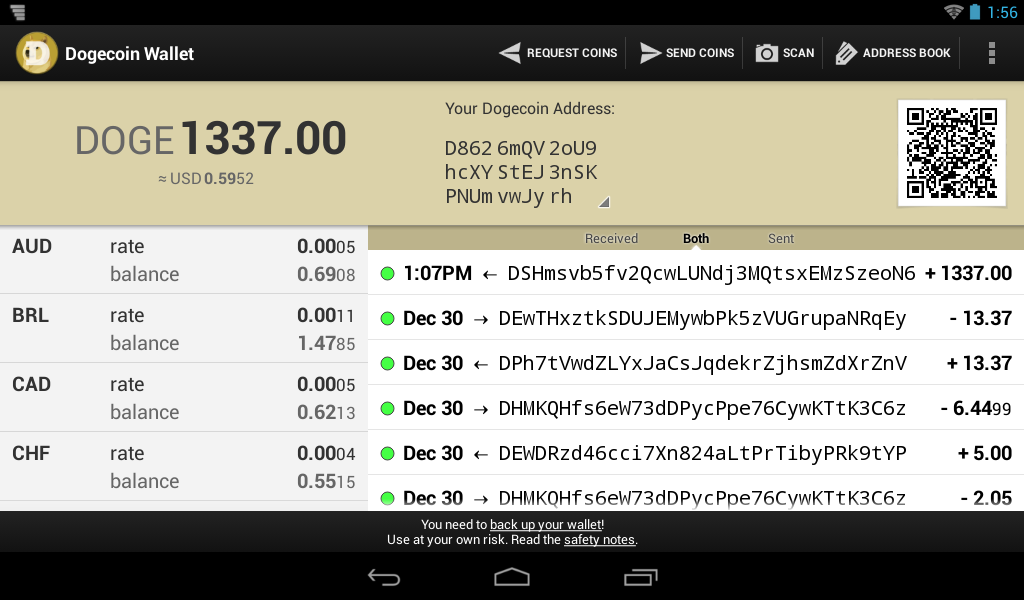 1:56
Dogecoin Wallet
REQUEST COINS
SEND COINS
SCAN
ADDRESS BOOK
DOGE 1337.00
≈ USD 0.5952
Your Dogecoin Address:
D862 6mQV 2oU9
hcXY StEJ 3nSK
PNUm vwJy rh
AUD rate 0.0005
balance 0.6908
BRL rate 0.0011
balance 1.4785
CAD rate 0.0005
balance 0.6213
CHF rate 0.0004
balance 0.5515
Received Both Sent
1:07PM ← DSHmsvb5fv2QcwLUNdj3MQtsxEMzSzeoN6 + 1337.00
Dec 30 → DEwTHxztkSDUJEMywbPk5zVUGrupaNRqEy - 13.37
Dec 30 ← DPh7tVwdZLYxJaCsJqdekrZjhsmZdXrZnV + 13.37
Dec 30 → DHMKQHfs6eW73dDPycPpe76CywKTtK3C6z - 6.4499
Dec 30 ← DEWDRzd46cci7Xn824aLtPrTibyPRk9tYP + 5.00
Dec 30 → DHMKQHfs6eW73dDPycPpe76CywKTtK3C6z - 2.05
You need to back up your wallet!
Use at your own risk. Read the safety notes.